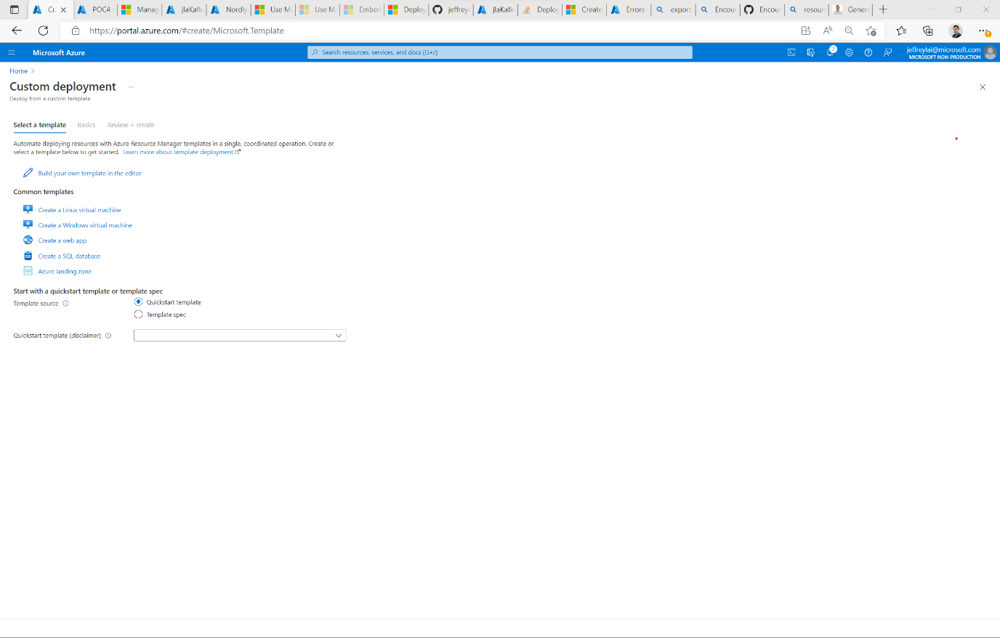 Cu
POC4 -
Manag
jlaKafk
Nordly
Use Ma
Use Ma
Embed
Deploy
jeffreyl
jlaKafk
Deploy
Create
Errors -
export
Encour
Encour
resour
Genera
https://portal.azure.com/#create/Microsoft.Template
Microsoft Azure
Search resources, services, and docs (G+/)
2
jeffreylai@microsoft.com
MICROSOFT NON-PRODUCTION
Home >
Custom deployment ...
Deploy from a custom template
Select a template Basics Review + create
Automate deploying resources with Azure Resource Manager templates in a single, coordinated operation. Create or
select a template below to get started. Learn more about template deployment
Build your own template in the editor
Common templates
Create a Linux virtual machine
Create a Windows virtual machine
Create a web app
Create a SQL database
Azure landing zone
Start with a quickstart template or template spec
Template source
Quickstart template
Template spec
Quickstart template (disclaimer)